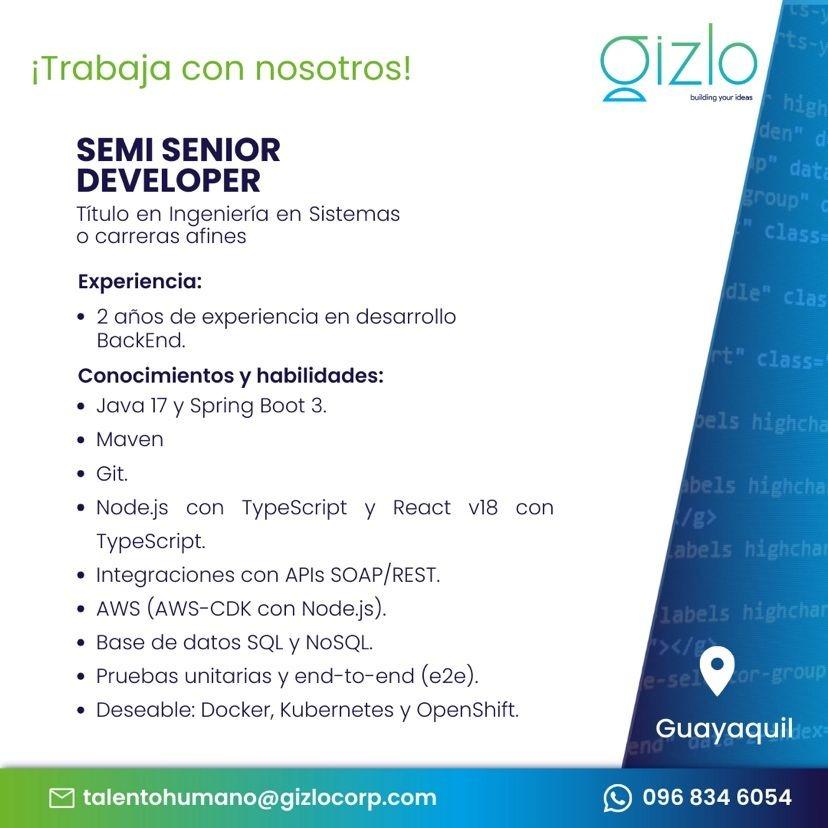 ¡Trabaja con nosotros!
gizlo
building your ideas
SEMI SENIOR
DEVELOPER
Título en Ingeniería en Sistemas
o carreras afines
Experiencia:
• 2 años de experiencia en desarrollo
BackEnd.
Conocimientos y habilidades:
• Java 17 y Spring Boot 3.
• Maven
• Git.
• Node.js con TypeScript y React v18 con
TypeScript.
• Integraciones con APIs SOAP/REST.
• AWS (AWS-CDK con Node.js).
• Base de datos SQL y NoSQL.
• Pruebas unitarias y end-to-end (e2e).
• Deseable: Docker, Kubernetes y OpenShift.
Guayaquil
talentohumano@gizlocorp.com
096 834 6054